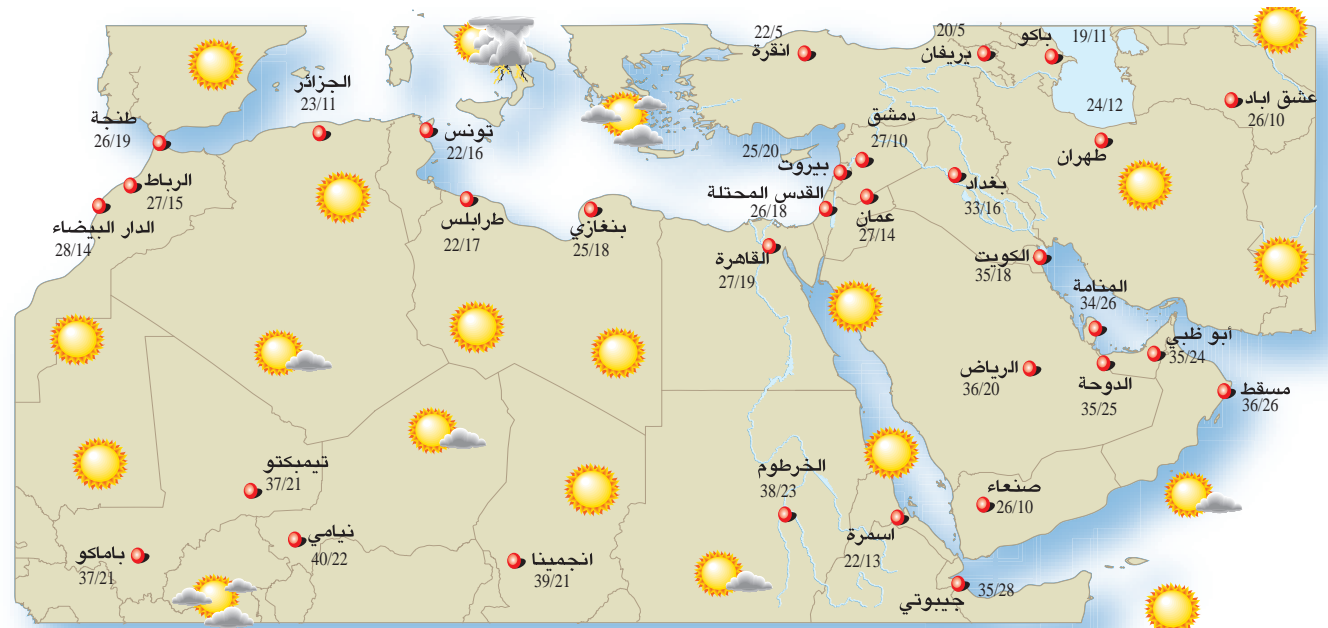 22/5
انقرة
20/5
يريفان
باكو
19/11
عشق اباد
26/10
24/12
طهران
الجزائر
23/11
طنجة
26/19
تونس
22/16
دمشق
27/10
25/20
بيروت
بغداد
33/16
الرباط
27/15
القدس المحتلة
26/18
عمان
27/14
الدار البيضاء
28/14
طرابلس
22/17
بنغازي
25/18
القاهرة
27/19
الكويت
35/18
المنامة
34/26
أبو ظبي
35/24
الرياض
36/20
الدوحة
35/25
مسقط
36/26
تيمبكتو
37/21
الخرطوم
38/23
صنعاء
26/10
باماكو
37/21
نيامي
40/22
انجمينا
39/21
اسمرة
22/13
جيبوتي
35/28